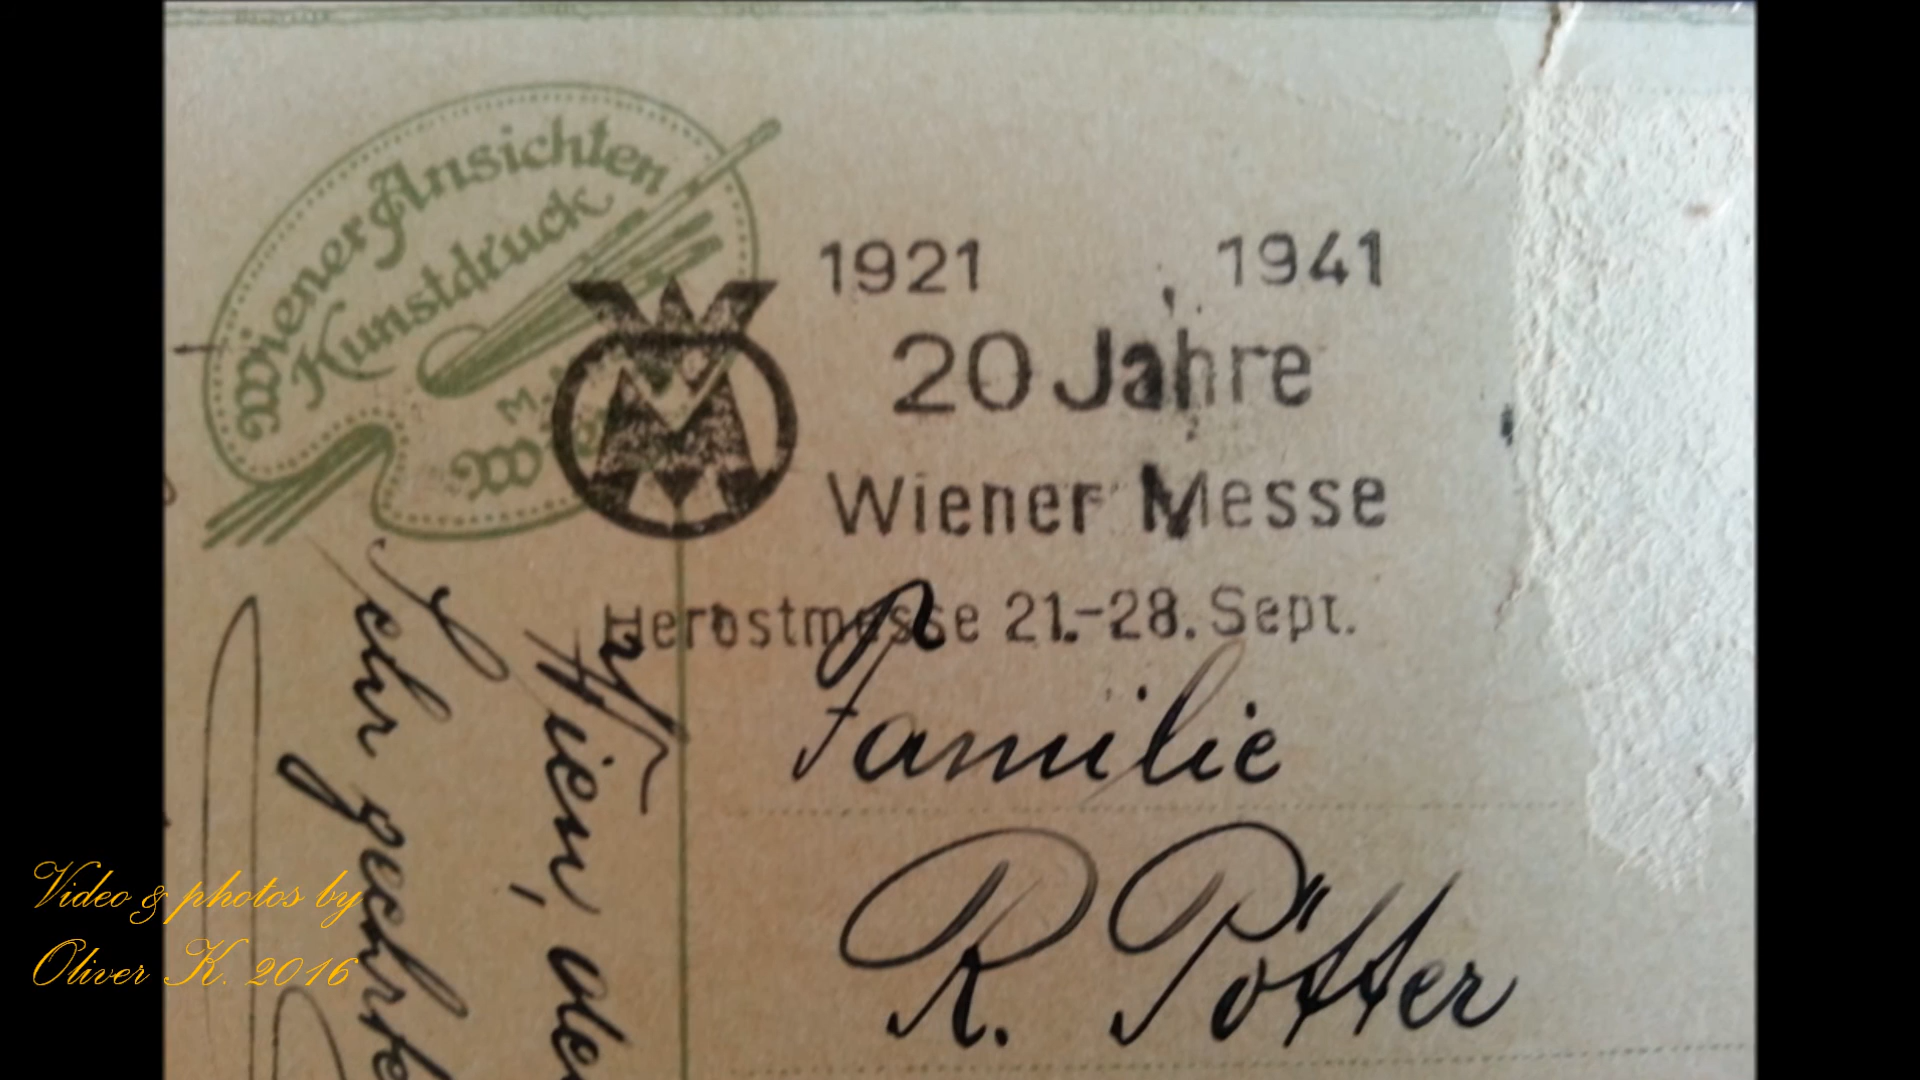 Wiener Ansichten
Kunstdruck
M.
W
1921 1941
20 Jahre
Wiener Messe
Herbstmesse 21.-28. Sept.
Familie
R. Pötter
Wien, den
Sehr geehrte
Video & photos by
Oliver K. 2016